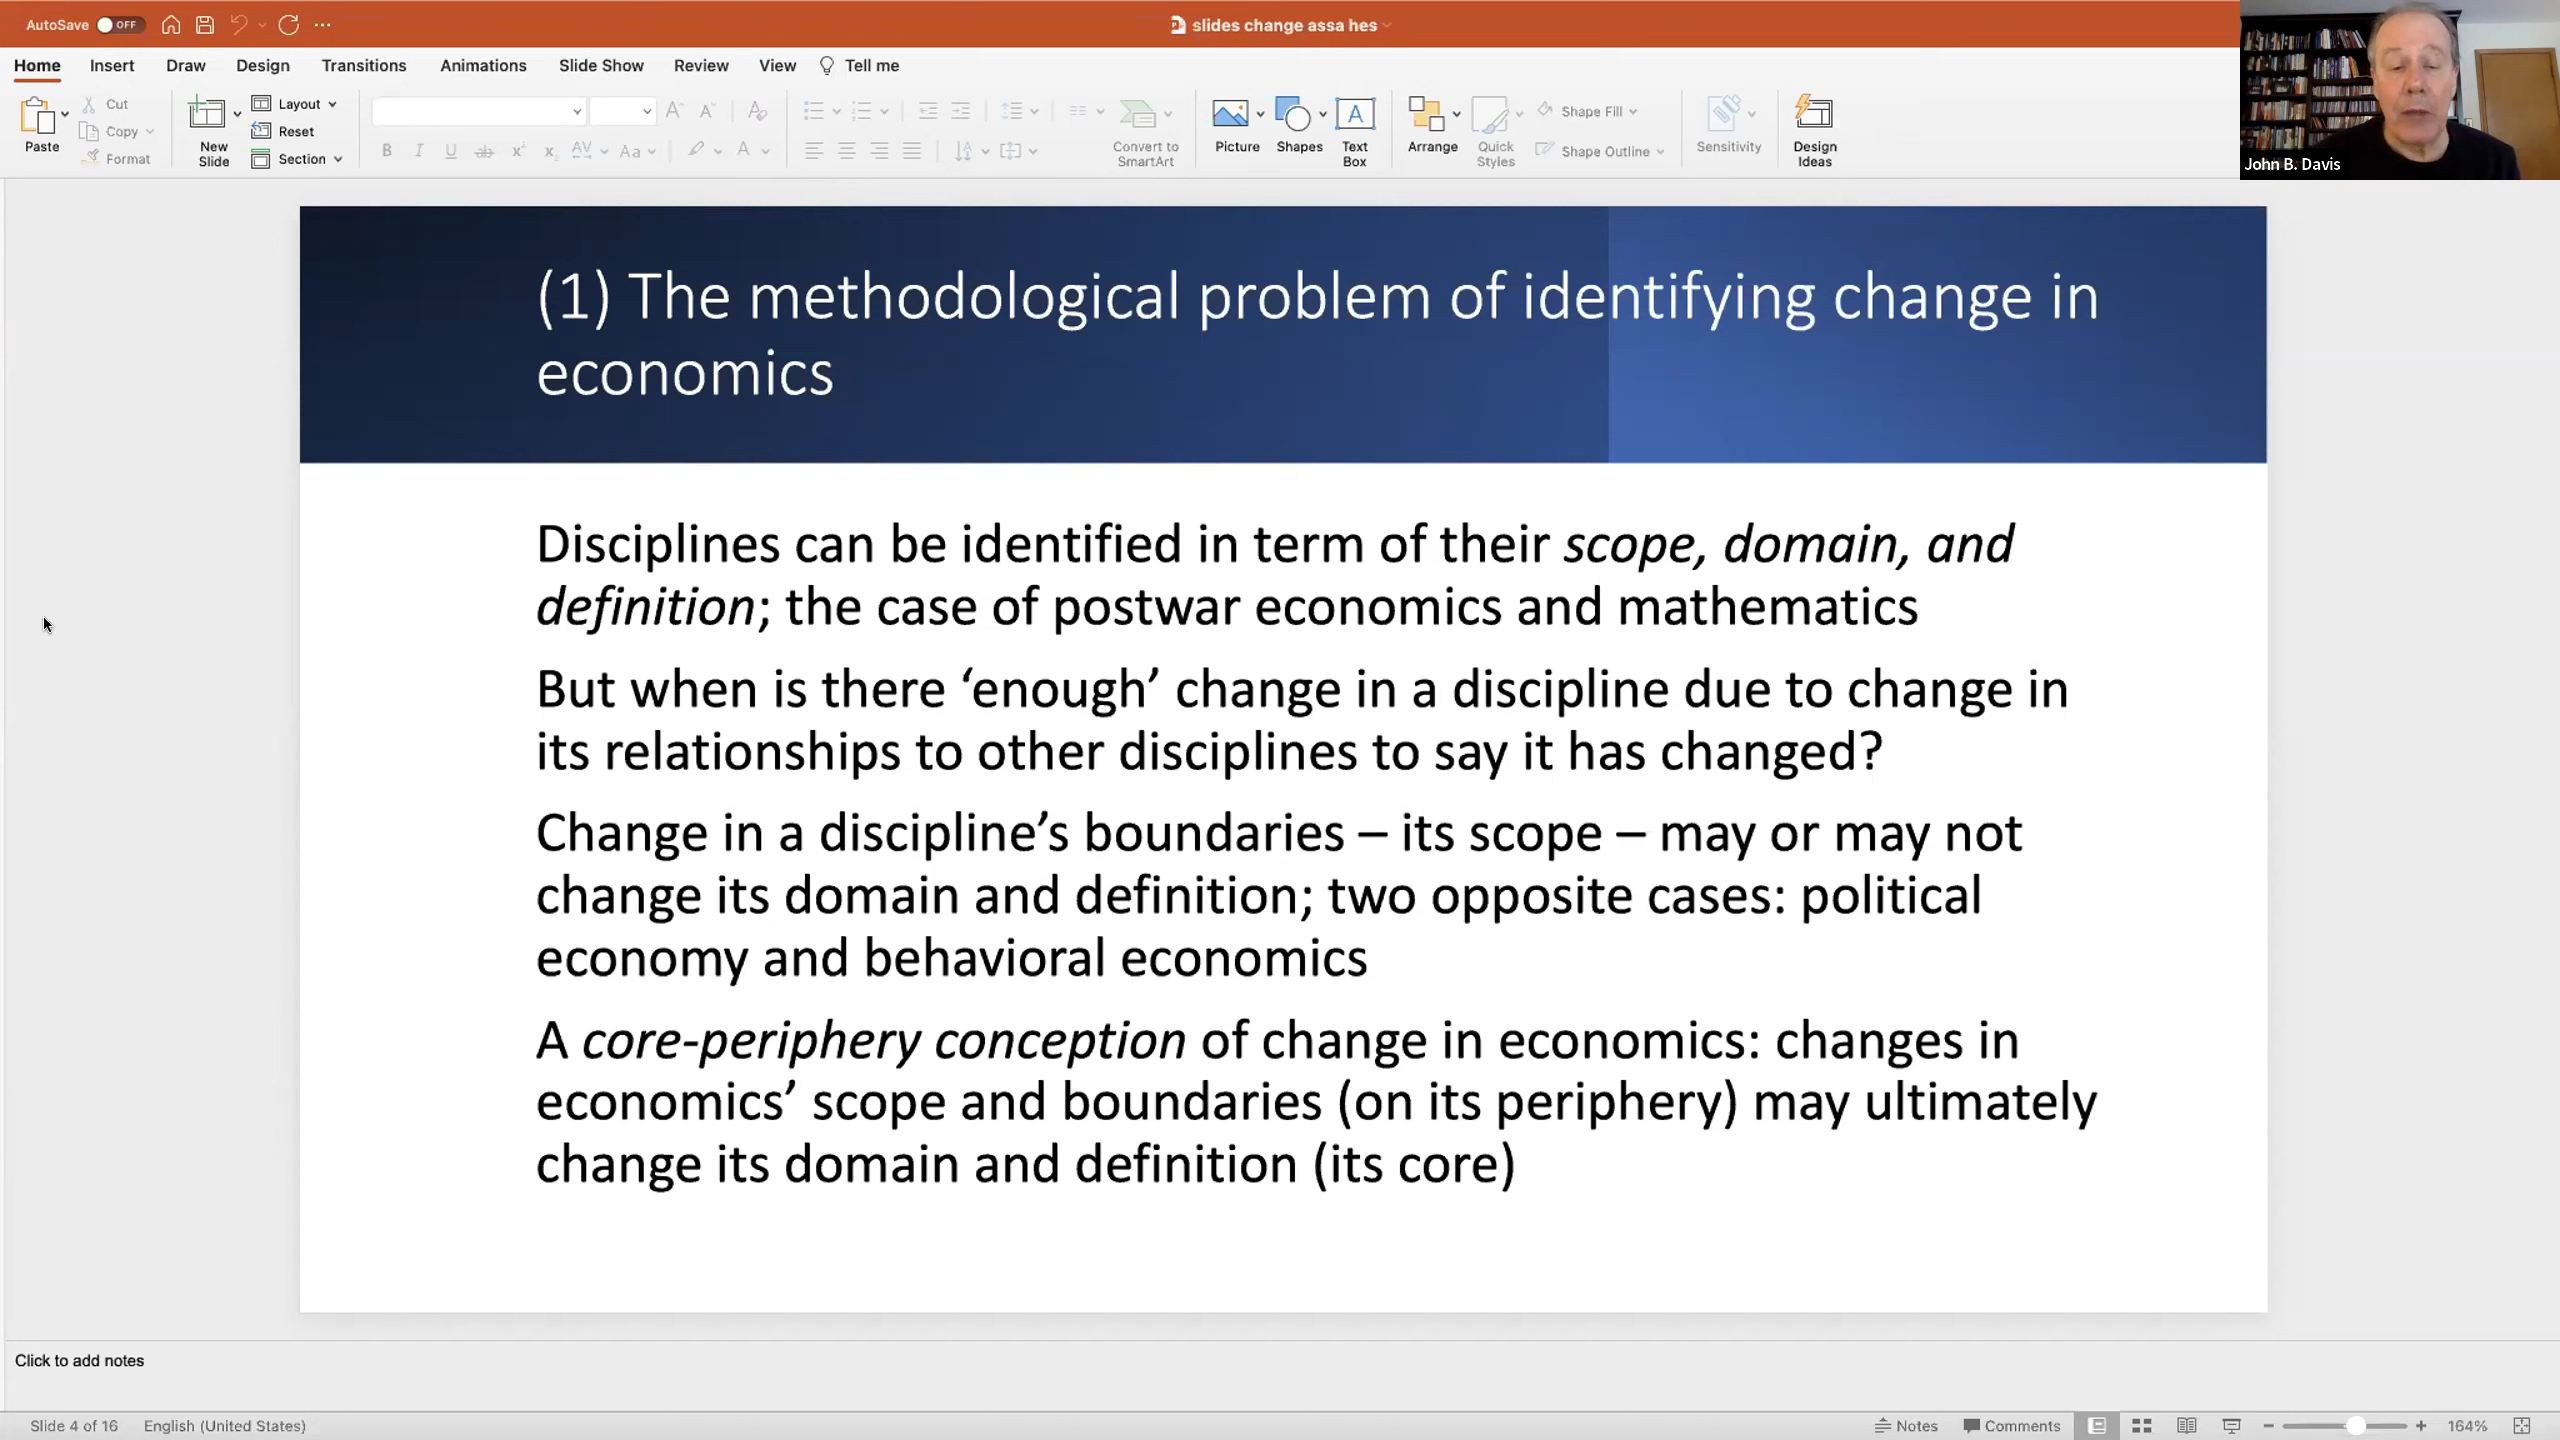 AutoSave OFF
slides change assa hes
Home Insert Draw Design Transitions Animations Slide Show Review View Tell me
Paste
Cut
Copy
Format
New Slide
Layout
Reset
Section
Convert to SmartArt
Picture
Shapes
Text Box
Arrange
Quick Styles
Shape Fill
Shape Outline
Sensitivity
Design Ideas
John B. Davis
(1) The methodological problem of identifying change in
economics
Disciplines can be identified in term of their scope, domain, and
definition; the case of postwar economics and mathematics
But when is there ‘enough’ change in a discipline due to change in
its relationships to other disciplines to say it has changed?
Change in a discipline’s boundaries – its scope – may or may not
change its domain and definition; two opposite cases: political
economy and behavioral economics
A core-periphery conception of change in economics: changes in
economics’ scope and boundaries (on its periphery) may ultimately
change its domain and definition (its core)
Click to add notes
Slide 4 of 16 English (United States) Notes Comments 164%